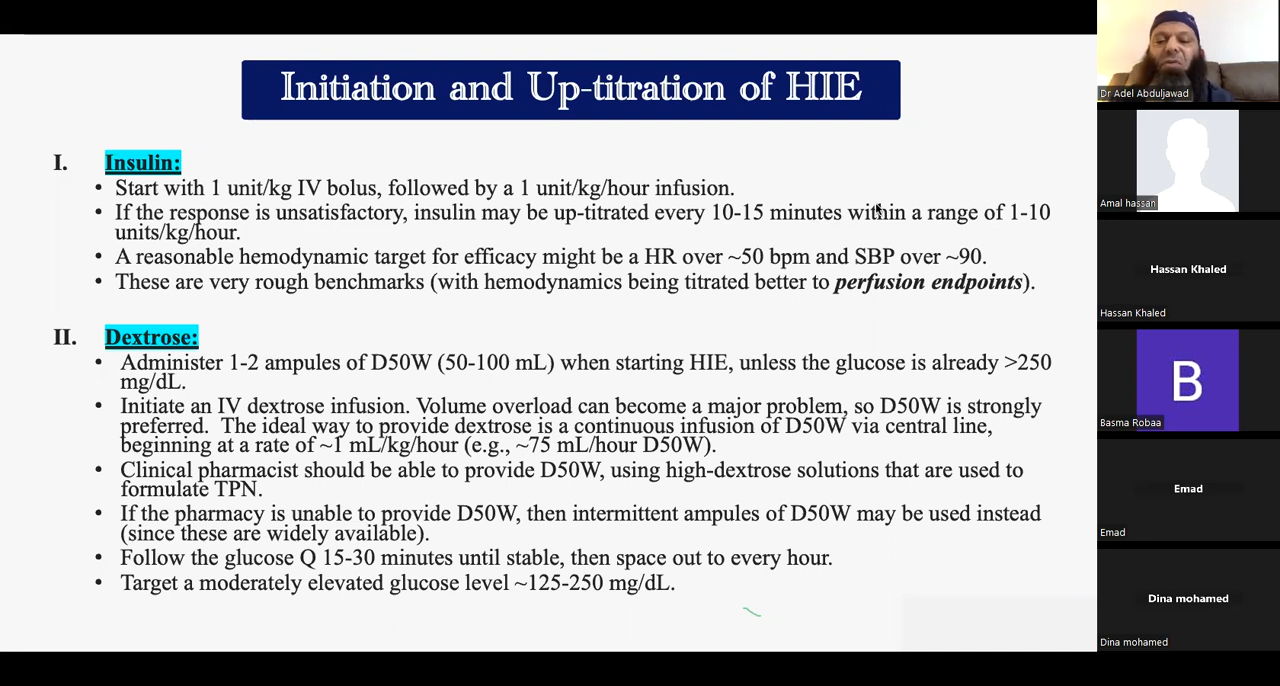 Initiation and Up-titration of HIE
I. Insulin:
• Start with 1 unit/kg IV bolus, followed by a 1 unit/kg/hour infusion.
• If the response is unsatisfactory, insulin may be up-titrated every 10-15 minutes within a range of 1-10
units/kg/hour.
• A reasonable hemodynamic target for efficacy might be a HR over ~50 bpm and SBP over ~90.
• These are very rough benchmarks (with hemodynamics being titrated better to perfusion endpoints).
II. Dextrose:
• Administer 1-2 ampules of D50W (50-100 mL) when starting HIE, unless the glucose is already >250
mg/dL.
• Initiate an IV dextrose infusion. Volume overload can become a major problem, so D50W is strongly
preferred. The ideal way to provide dextrose is a continuous infusion of D50W via central line,
beginning at a rate of ~1 mL/kg/hour (e.g., ~75 mL/hour D50W).
• Clinical pharmacist should be able to provide D50W, using high-dextrose solutions that are used to
formulate TPN.
• If the pharmacy is unable to provide D50W, then intermittent ampules of D50W may be used instead
(since these are widely available).
• Follow the glucose Q 15-30 minutes until stable, then space out to every hour.
• Target a moderately elevated glucose level ~125-250 mg/dL.
Dr Adel Abduljawad
Amal hassan
Hassan Khaled
Hassan Khaled
B
Basma Robaa
Emad
Emad
Dina mohamed
Dina mohamed